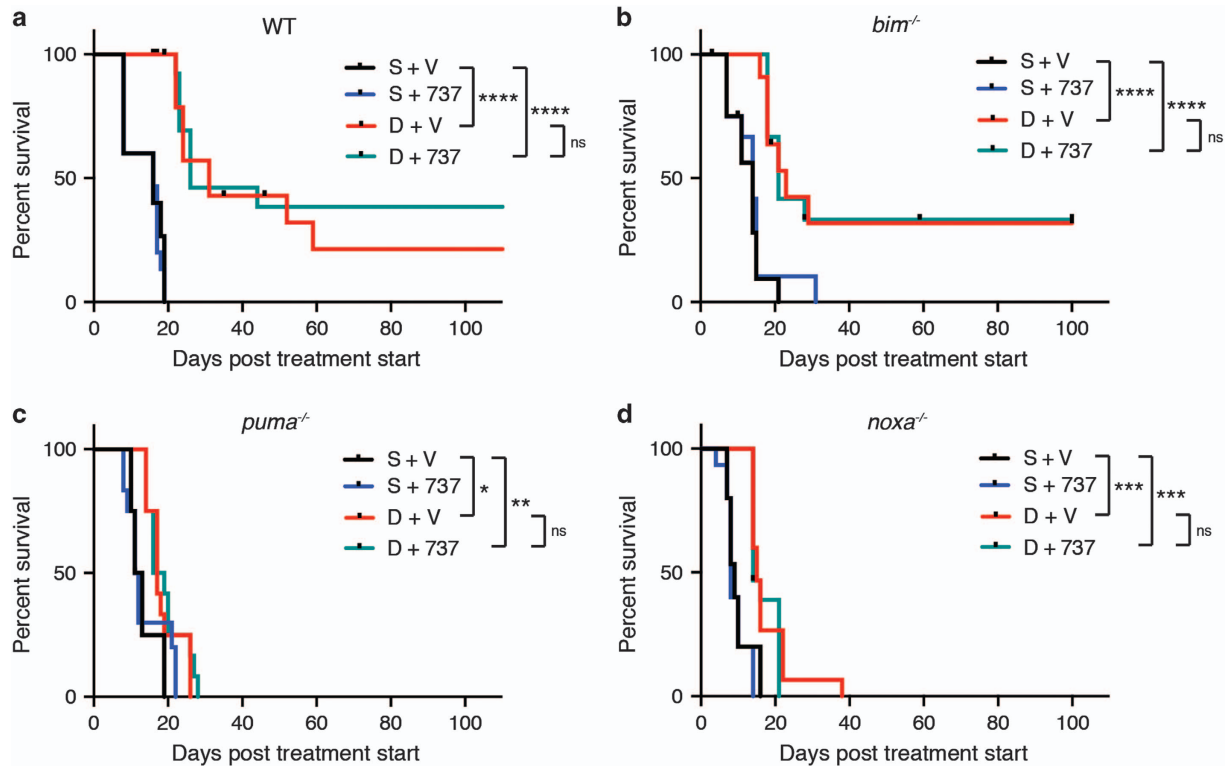 a
WT
Percent survival
100
50
0
0 20 40 60 80 100
Days post treatment start
S + V
S + 737
D + V
D + 737
****
****
ns
b
bim-/-
Percent survival
100
50
0
0 20 40 60 80 100
Days post treatment start
S + V
S + 737
D + V
D + 737
****
****
ns
c
puma-/-
Percent survival
100
50
0
0 20 40 60 80 100
Days post treatment start
S + V
S + 737
D + V
D + 737
*
**
ns
d
noxa-/-
Percent survival
100
50
0
0 20 40 60 80 100
Days post treatment start
S + V
S + 737
D + V
D + 737
***
***
ns